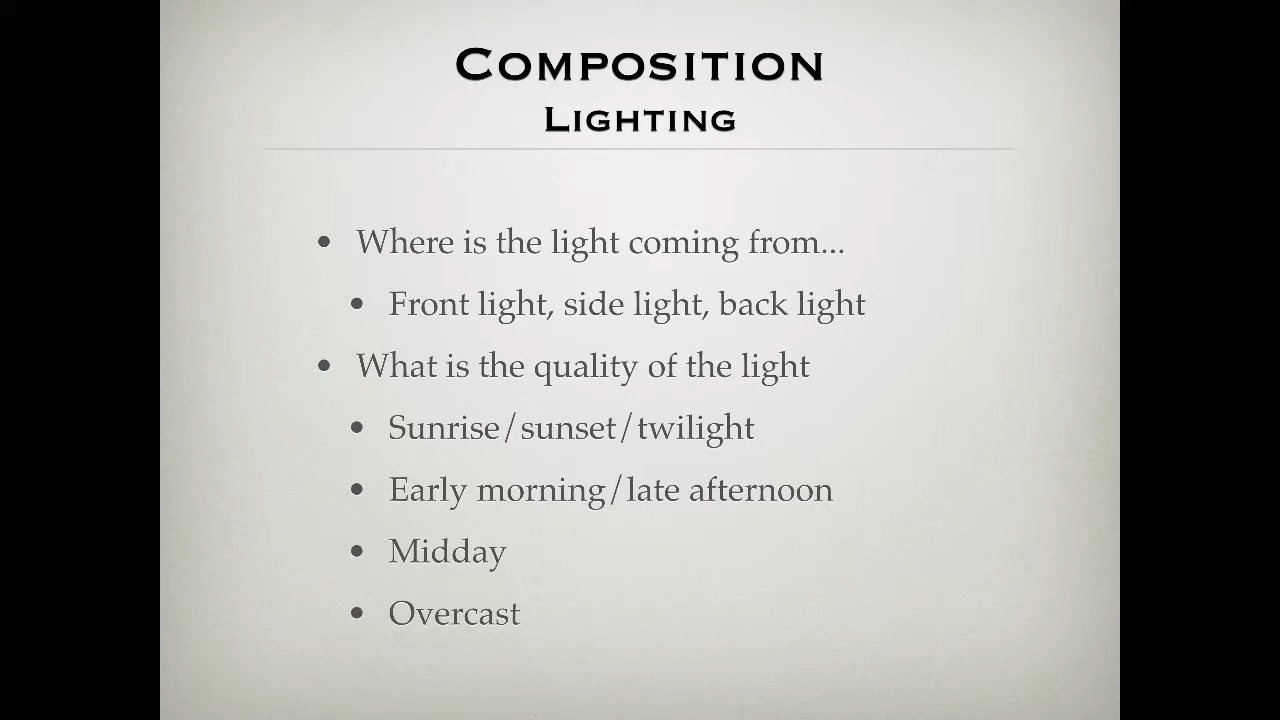 Composition
Lighting
• Where is the light coming from...
• Front light, side light, back light
• What is the quality of the light
• Sunrise/sunset/twilight
• Early morning/late afternoon
• Midday
• Overcast